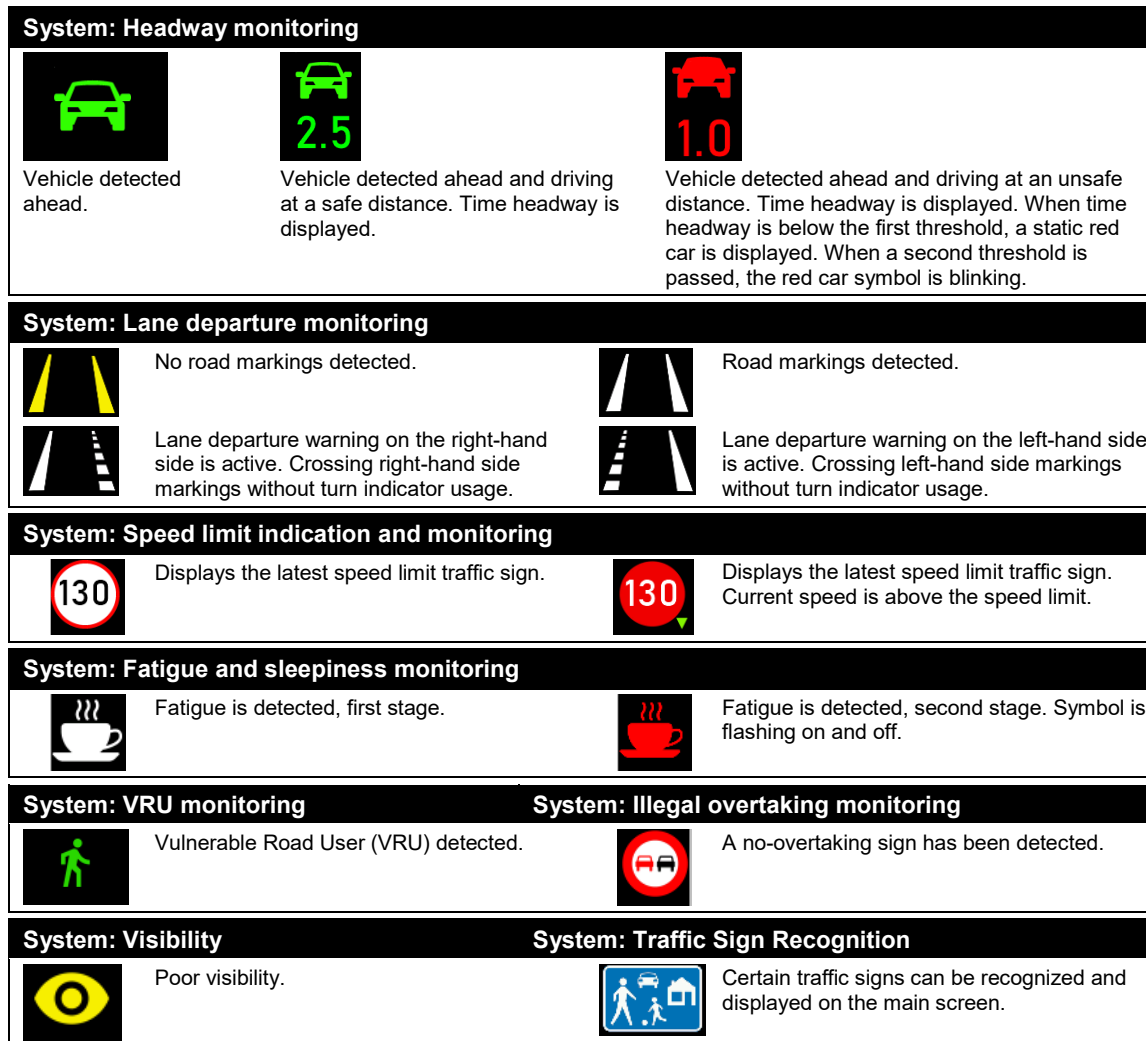 System: Headway monitoring
2.5
1.0
Vehicle detected
ahead.
Vehicle detected ahead and driving
at a safe distance. Time headway is
displayed.
Vehicle detected ahead and driving at an unsafe
distance. Time headway is displayed. When time
headway is below the first threshold, a static red
car is displayed. When a second threshold is
passed, the red car symbol is blinking.
System: Lane departure monitoring
No road markings detected.
Road markings detected.
Lane departure warning on the right-hand
side is active. Crossing right-hand side
markings without turn indicator usage.
Lane departure warning on the left-hand side
is active. Crossing left-hand side markings
without turn indicator usage.
System: Speed limit indication and monitoring
130
Displays the latest speed limit traffic sign.
130
Displays the latest speed limit traffic sign.
Current speed is above the speed limit.
System: Fatigue and sleepiness monitoring
Fatigue is detected, first stage.
Fatigue is detected, second stage. Symbol is
flashing on and off.
System: VRU monitoring
Vulnerable Road User (VRU) detected.
System: Illegal overtaking monitoring
A no-overtaking sign has been detected.
System: Visibility
Poor visibility.
System: Traffic Sign Recognition
Certain traffic signs can be recognized and
displayed on the main screen.